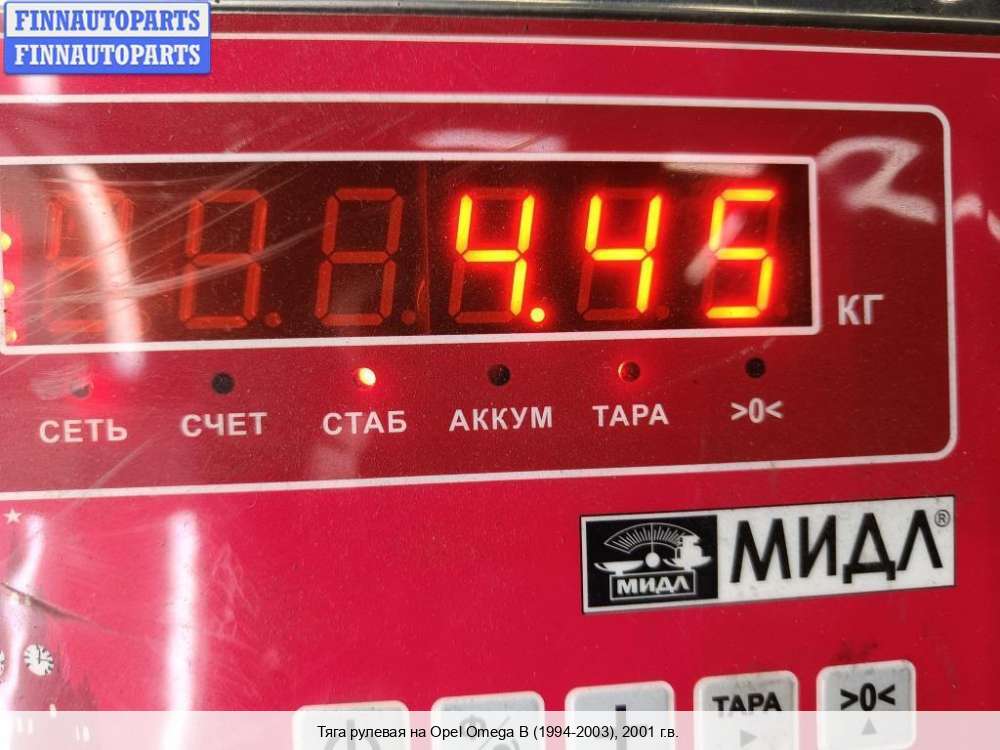 FINNAUTOPARTS
FINNAUTOPARTS
4.45
КГ
СЕТЬ СЧЕТ СТАБ АККУМ ТАРА >0<
МИДЛ МИДЛ®
ТАРА >0<
Тяга рулевая на Opel Omega B (1994-2003), 2001 г.в.